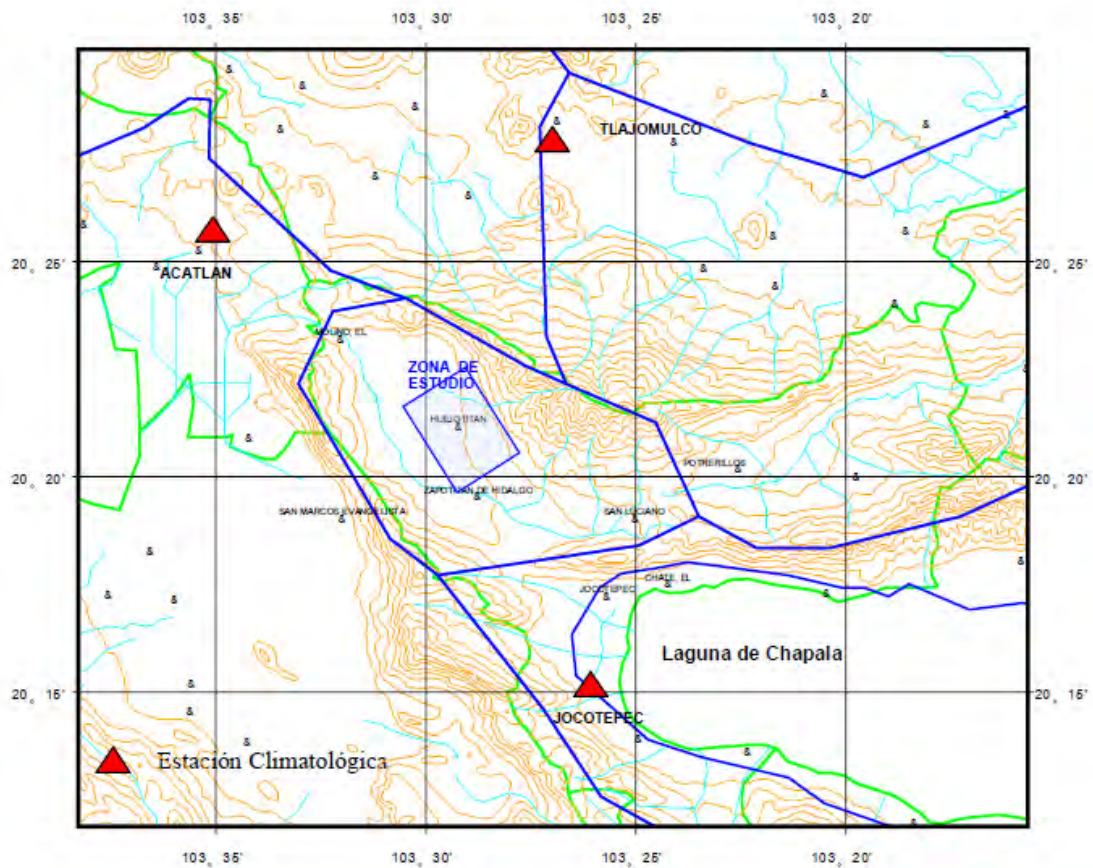 103° 35' 103° 30' 103° 25' 103° 20'
TLAJOMULCO
20° 25' 20° 25'
ACATLAN
MOLINO, EL
ZONA DE
ESTUDIO
HUEJOTITAN
POTRERILLOS
20° 20' 20° 20'
ZAPOTITAN DE HIDALGO
SAN MARCOS EVANGELISTA
SAN LUCIANO
CHATE, EL
JOCOTEPEC
Laguna de Chapala
20° 15' 20° 15'
JOCOTEPEC
Estación Climatológica
103° 35' 103° 30' 103° 25' 103° 20'